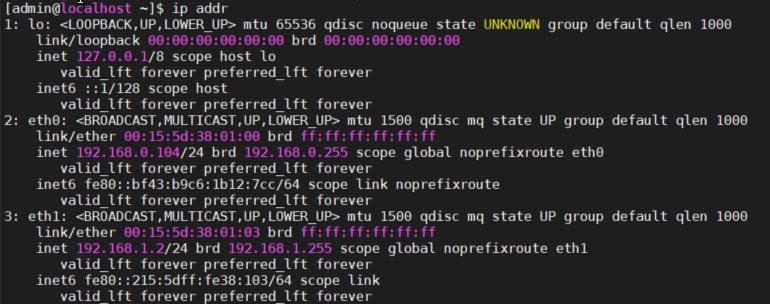 [admin@localhost ~]$ ip addr
1: lo: <LOOPBACK,UP,LOWER_UP> mtu 65536 qdisc noqueue state UNKNOWN group default qlen 1000
    link/loopback 00:00:00:00:00:00 brd 00:00:00:00:00:00
    inet 127.0.0.1/8 scope host lo
       valid_lft forever preferred_lft forever
    inet6 ::1/128 scope host
       valid_lft forever preferred_lft forever
2: eth0: <BROADCAST,MULTICAST,UP,LOWER_UP> mtu 1500 qdisc mq state UP group default qlen 1000
    link/ether 00:15:5d:38:01:00 brd ff:ff:ff:ff:ff:ff
    inet 192.168.0.104/24 brd 192.168.0.255 scope global noprefixroute eth0
       valid_lft forever preferred_lft forever
    inet6 fe80::bf43:b9c6:1b12:7cc/64 scope link noprefixroute
       valid_lft forever preferred_lft forever
3: eth1: <BROADCAST,MULTICAST,UP,LOWER_UP> mtu 1500 qdisc mq state UP group default qlen 1000
    link/ether 00:15:5d:38:01:03 brd ff:ff:ff:ff:ff:ff
    inet 192.168.1.2/24 brd 192.168.1.255 scope global noprefixroute eth1
       valid_lft forever preferred_lft forever
    inet6 fe80::215:5dff:fe38:103/64 scope link
       valid_lft forever preferred_lft forever